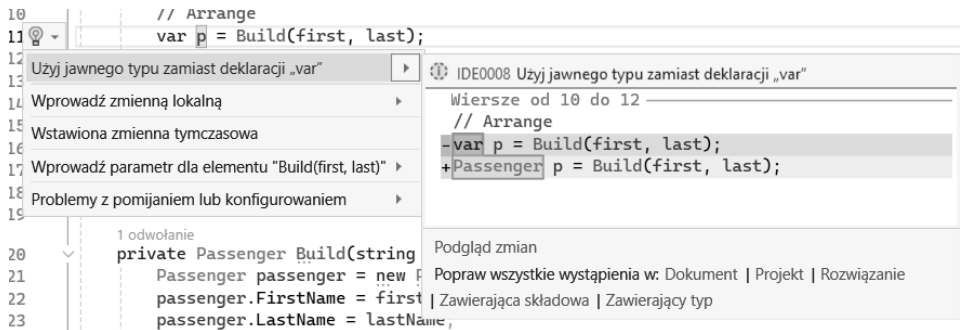 10 // Arrange
11 var p = Build(first, last);
12
Użyj jawnego typu zamiast deklaracji „var”
13
Wprowadź zmienną lokalną
14
15 Wstawiona zmienna tymczasowa
16
17 Wprowadź parametr dla elementu "Build(first, last)"
18 Problemy z pomijaniem lub konfigurowaniem
19
IDE0008 Użyj jawnego typu zamiast deklaracji „var”
Wiersze od 10 do 12
// Arrange
-var p = Build(first, last);
+Passenger p = Build(first, last);
Podgląd zmian
Popraw wszystkie wystąpienia w: Dokument | Projekt | Rozwiązanie
| Zawierająca składowa | Zawierający typ
1 odwołanie
20 private Passenger Build(string
21 Passenger passenger = new
22 passenger.FirstName = first
23 passenger.LastName = lastName;